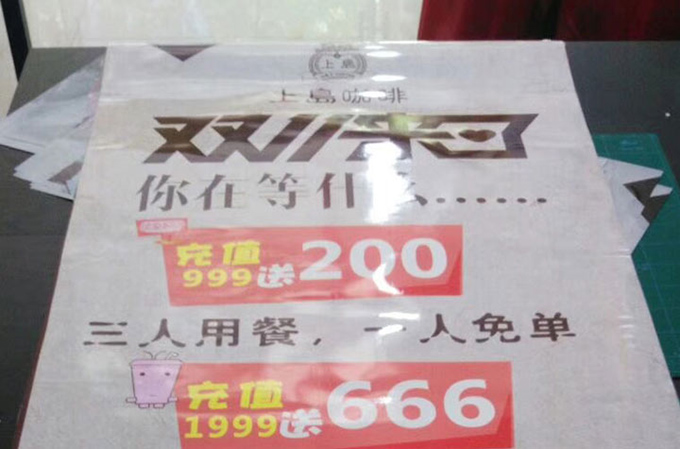 上島
上島咖啡
双11来了
你在等什么......
充值
999送200
三人用餐，一人免单
充值
1999送666